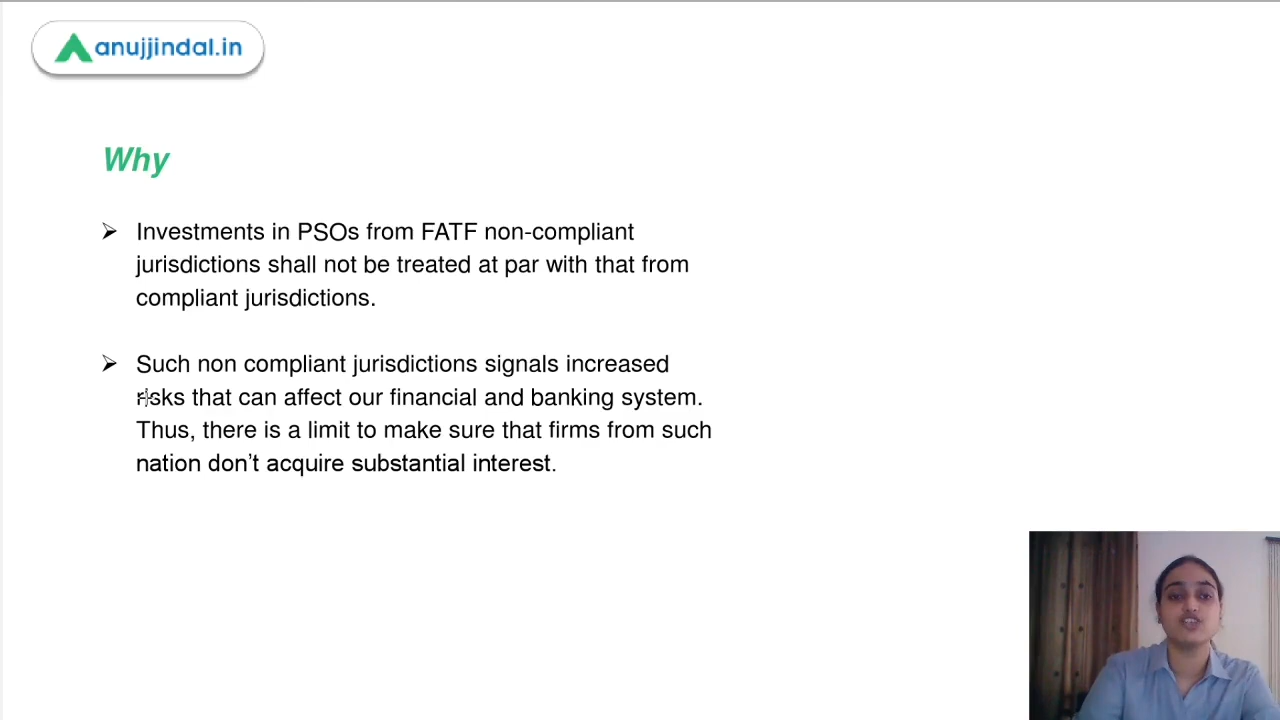 anujjindal.in
Why
Investments in PSOs from FATF non-compliant
jurisdictions shall not be treated at par with that from
compliant jurisdictions.
Such non compliant jurisdictions signals increased
risks that can affect our financial and banking system.
Thus, there is a limit to make sure that firms from such
nation don’t acquire substantial interest.